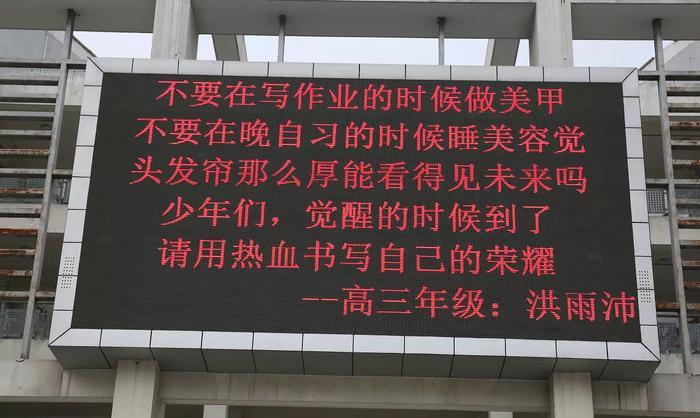 不要在写作业的时候做美甲
不要在晚自习的时候睡美容觉
头发帘那么厚能看得见未来吗
少年们，觉醒的时候到了
请用热血书写自己的荣耀
--高三年级：洪雨沛